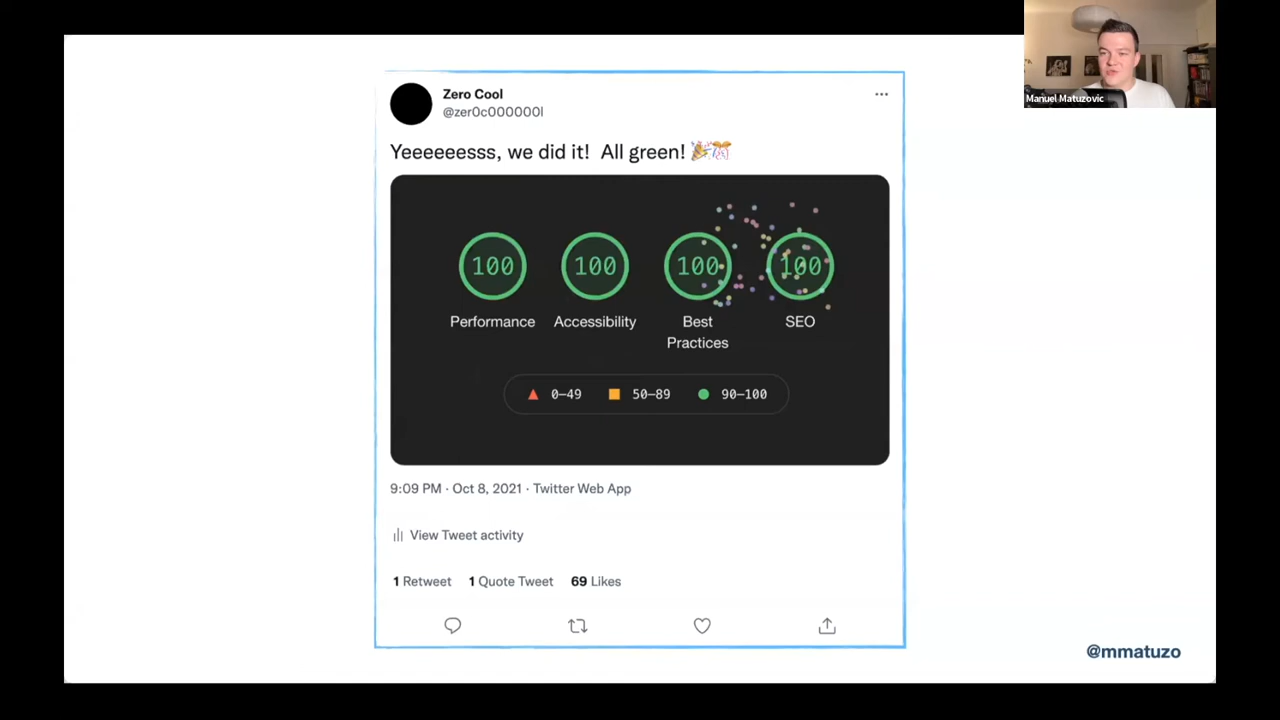 Manuel Matuzovic
Zero Cool
@zer0c000000l
Yeeeeeesss, we did it! All green! 🎉🎊
100 100 100 100
Performance Accessibility Best Practices SEO
0–49 50–89 90–100
9:09 PM · Oct 8, 2021 · Twitter Web App
View Tweet activity
1 Retweet 1 Quote Tweet 69 Likes
@mmatuzo